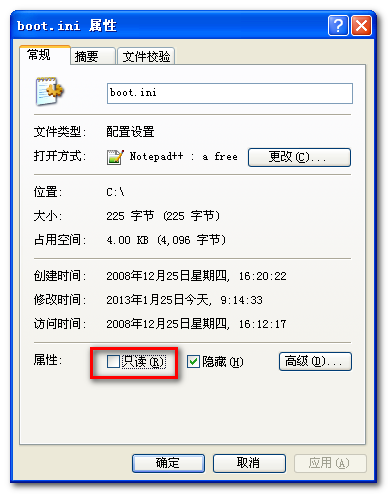 boot.ini 属性
常规 摘要 文件校验
boot.ini
文件类型: 配置设置
打开方式: Notepad++ : a free 更改(C)...
位置: C:\
大小: 225 字节 (225 字节)
占用空间: 4.00 KB (4,096 字节)
创建时间: 2008年12月25日星期四, 16:20:22
修改时间: 2013年1月25日今天, 9:14:33
访问时间: 2008年12月25日星期四, 16:12:17
属性: 只读(R) 隐藏(H) 高级(D)...
确定 取消 应用(A)